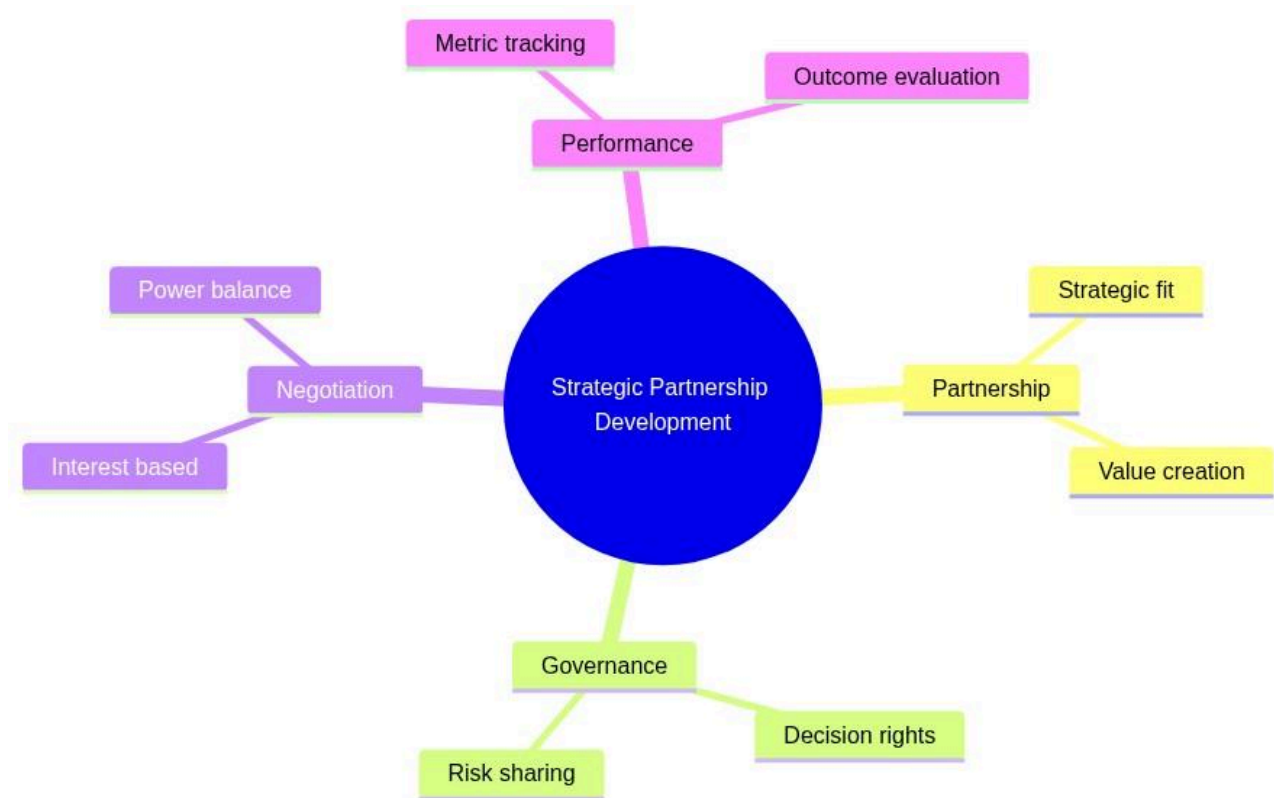 Metric tracking
Outcome evaluation
Performance
Power balance
Strategic fit
Negotiation
Strategic Partnership
Development
Partnership
Interest based
Value creation
Governance
Decision rights
Risk sharing